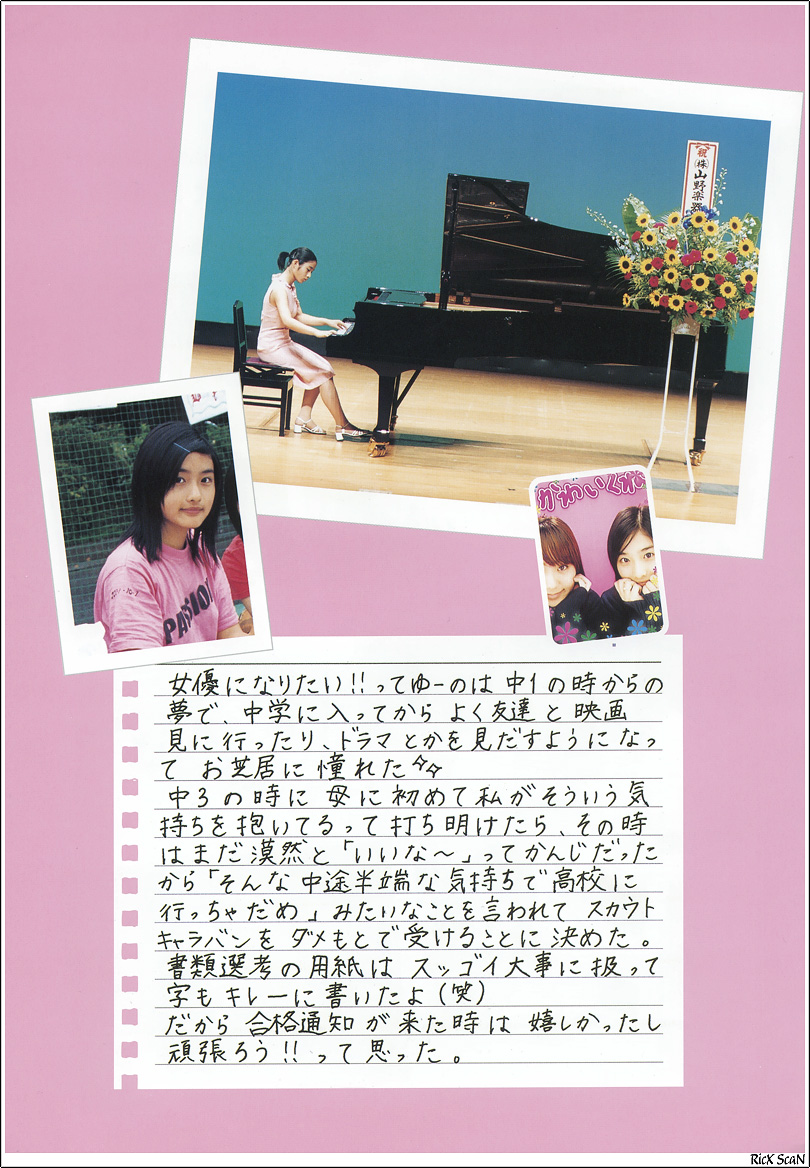 祝
㈱
山野楽器
PASSION
かわいくね
女優になりたい!!ってゆーのは中1の時からの
夢で、中学に入ってから よく友達と映画
見に行ったり、ドラマとかを見だすようになっ
て お芝居に憧れた☆☆
中3の時に 母に初めて私がそういう気
持ちを抱いてるって打ち明けたら、その時
はまだ漠然と「いいな〜」ってかんじだった
から「そんな中途半端な気持ちで高校に
行っちゃだめ」みたいなことを言われて スカウト
キャラバンを ダメもとで受けることに決めた。
書類選考の用紙は スッゴイ大事に扱って
字もキレーに書いたよ(笑)
だから 合格通知が来た時は 嬉しかったし
頑張ろう!!って思った。
RicX ScaN